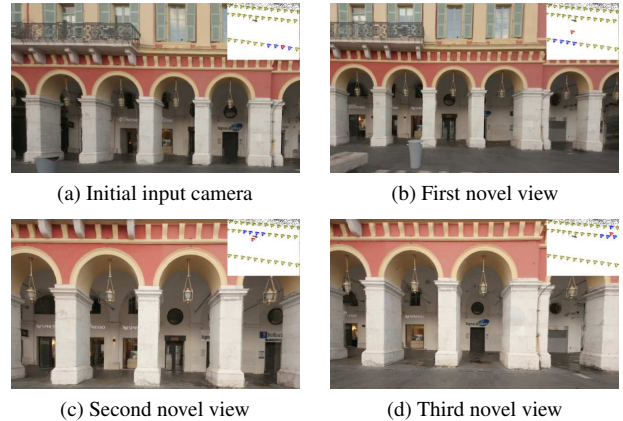 (a) Initial input camera
(b) First novel view
(c) Second novel view
(d) Third novel view